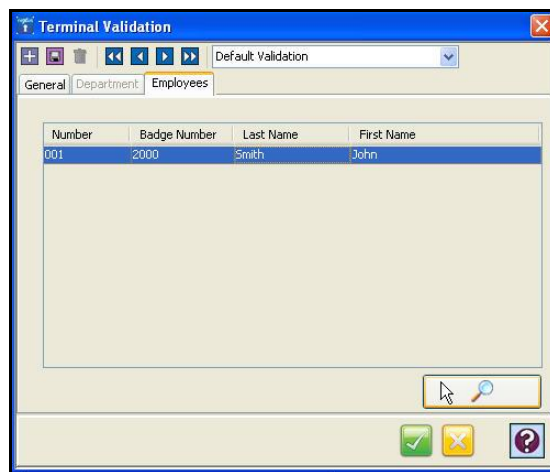 Terminal Validation
Default Validation
General Department Employees
Number Badge Number Last Name First Name
001 2000 Smith John